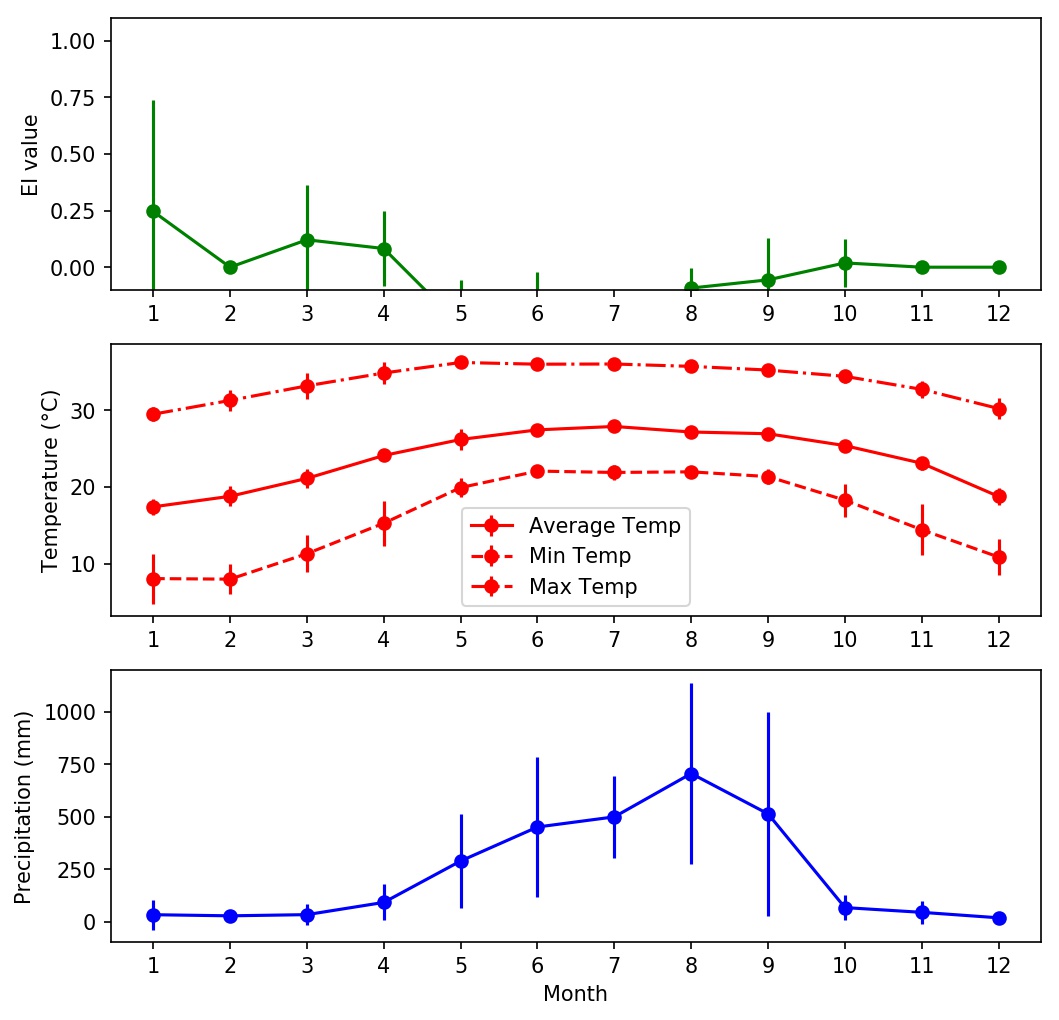 EI value
1.00
0.75
0.50
0.25
0.00
1 2 3 4 5 6 7 8 9 10 11 12
Temperature (°C)
30
20
10
Average Temp
Min Temp
Max Temp
1 2 3 4 5 6 7 8 9 10 11 12
Precipitation (mm)
1000
750
500
250
0
1 2 3 4 5 6 7 8 9 10 11 12
Month